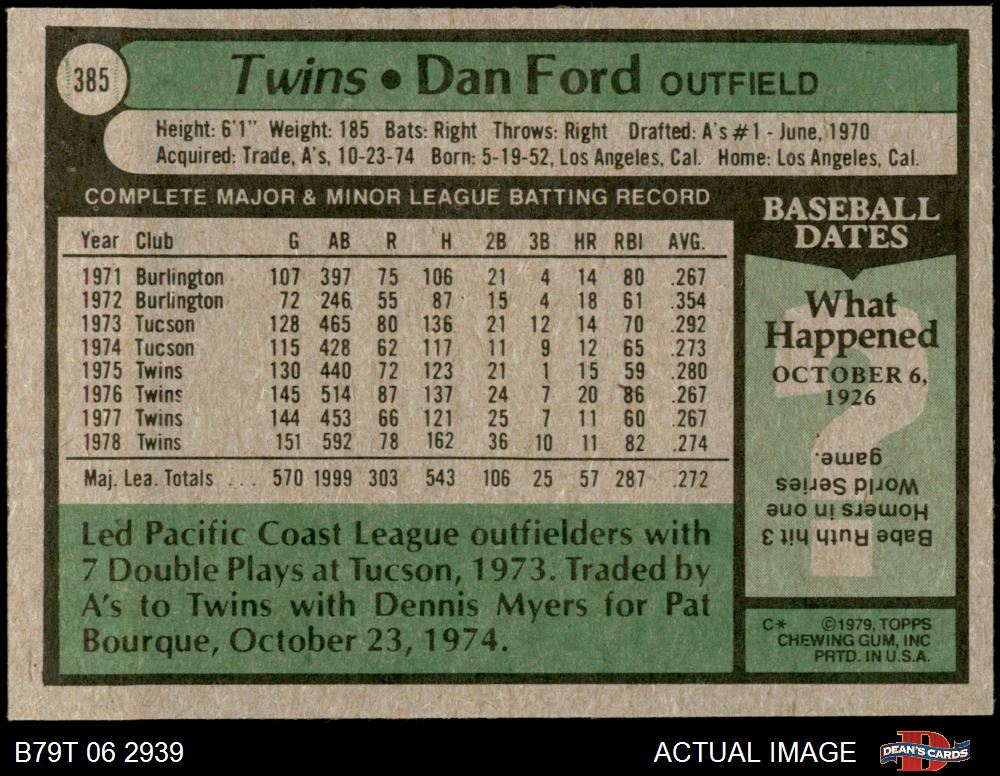 385
Twins • Dan Ford OUTFIELD
Height: 6'1" Weight: 185 Bats: Right Throws: Right Drafted: A's #1 - June, 1970
Acquired: Trade, A's, 10-23-74 Born: 5-19-52, Los Angeles, Cal. Home: Los Angeles, Cal.
COMPLETE MAJOR & MINOR LEAGUE BATTING RECORD
Year Club G AB R H 2B 3B HR RBI AVG.
1971 Burlington 107 397 75 106 21 4 14 80 .267
1972 Burlington 72 246 55 87 15 4 18 61 .354
1973 Tucson 128 465 80 136 21 12 14 70 .292
1974 Tucson 115 428 62 117 11 9 12 65 .273
1975 Twins 130 440 72 123 21 1 15 59 .280
1976 Twins 145 514 87 137 24 7 20 86 .267
1977 Twins 144 453 66 121 25 7 11 60 .267
1978 Twins 151 592 78 162 36 10 11 82 .274
Maj. Lea. Totals . . . 570 1999 303 543 106 25 57 287 .272
Led Pacific Coast League outfielders with
7 Double Plays at Tucson, 1973. Traded by
A's to Twins with Dennis Myers for Pat
Bourque, October 23, 1974.
BASEBALL
DATES
What
Happened
OCTOBER 6,
1926
?
Babe Ruth hit 3
Homers in one
World Series
game.
C* ©1979, TOPPS
CHEWING GUM, INC
PRTD. IN U.S.A.
B79T 06 2939
ACTUAL IMAGE
D
DEAN'S CARDS